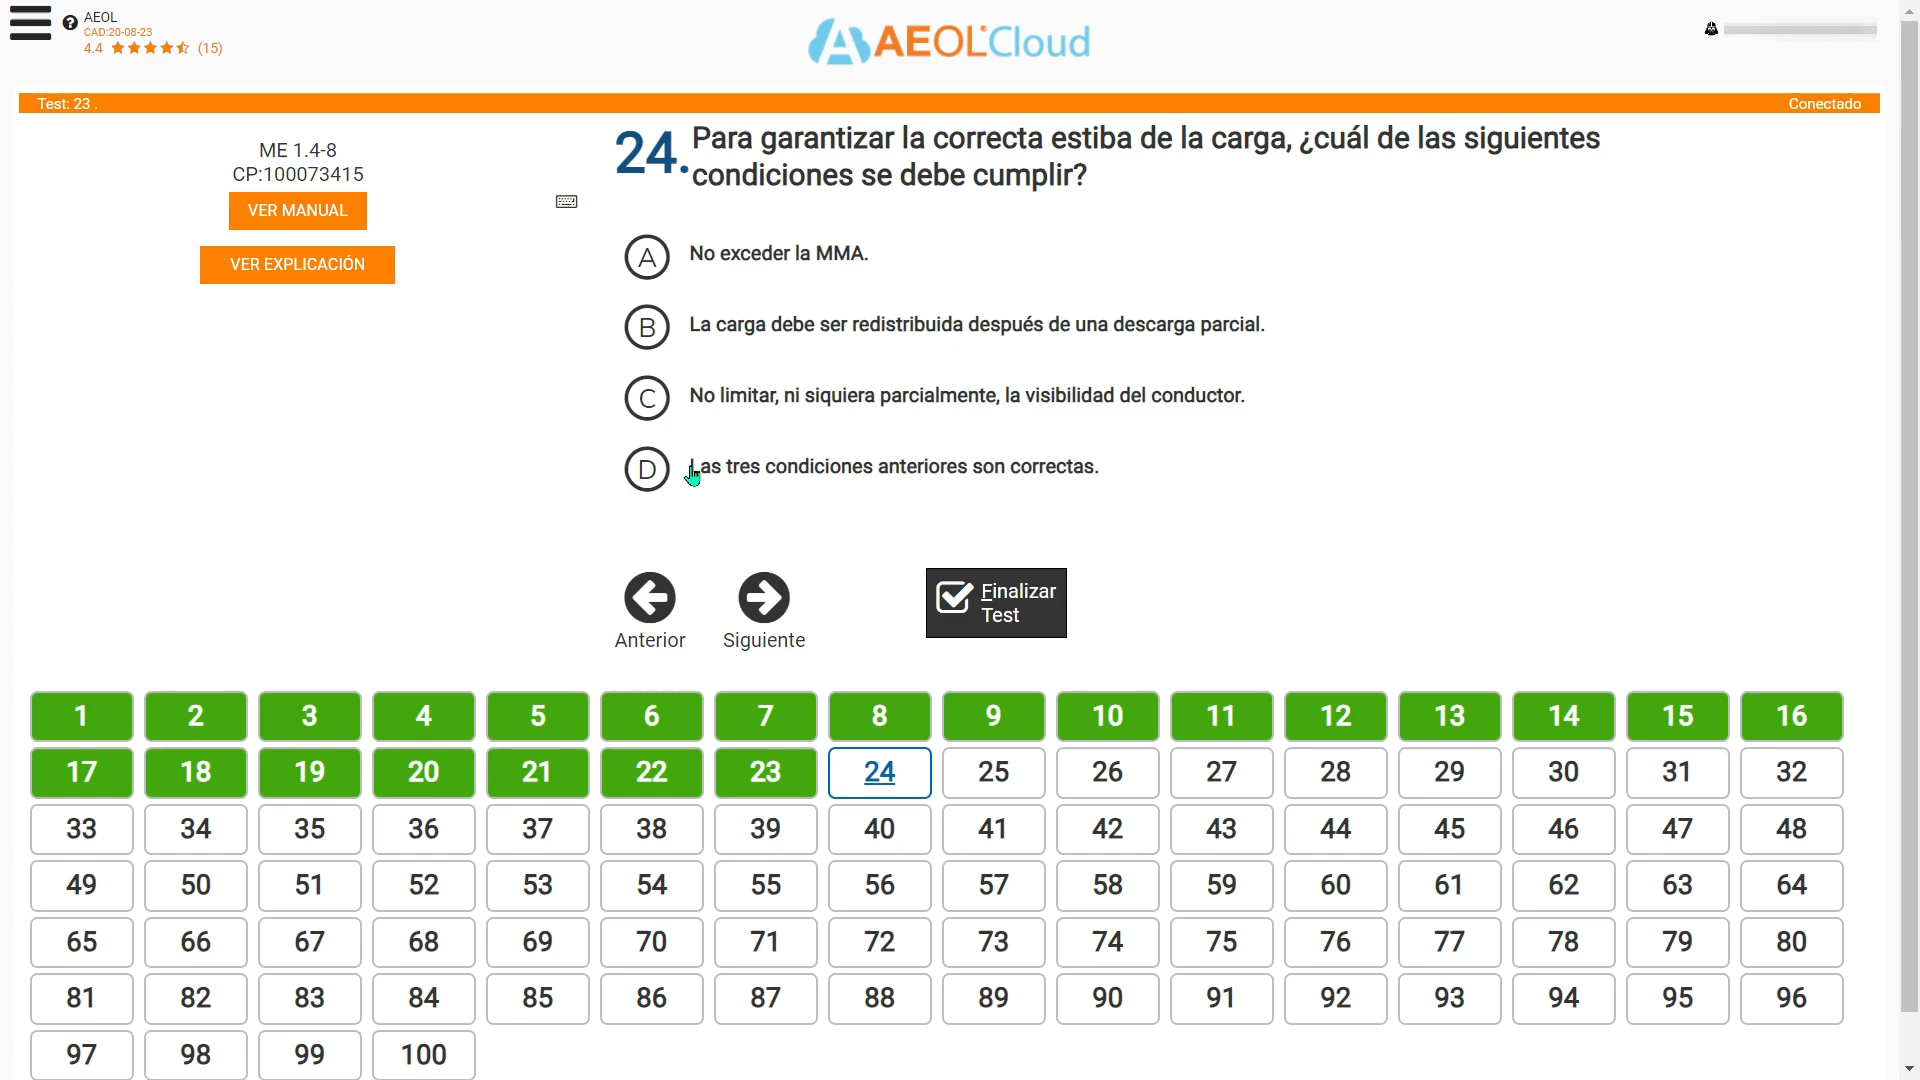 AEOL
CAD:20-08-23
4.4 (15)
AEOL Cloud
Test: 23 .
Conectado
ME 1.4-8
CP:100073415
VER MANUAL
VER EXPLICACIÓN
24. Para garantizar la correcta estiba de la carga, ¿cuál de las siguientes
condiciones se debe cumplir?
A No exceder la MMA.
B La carga debe ser redistribuida después de una descarga parcial.
C No limitar, ni siquiera parcialmente, la visibilidad del conductor.
D Las tres condiciones anteriores son correctas.
Anterior
Siguiente
Finalizar
Test
1 2 3 4 5 6 7 8 9 10 11 12 13 14 15 16
17 18 19 20 21 22 23 24 25 26 27 28 29 30 31 32
33 34 35 36 37 38 39 40 41 42 43 44 45 46 47 48
49 50 51 52 53 54 55 56 57 58 59 60 61 62 63 64
65 66 67 68 69 70 71 72 73 74 75 76 77 78 79 80
81 82 83 84 85 86 87 88 89 90 91 92 93 94 95 96
97 98 99 100